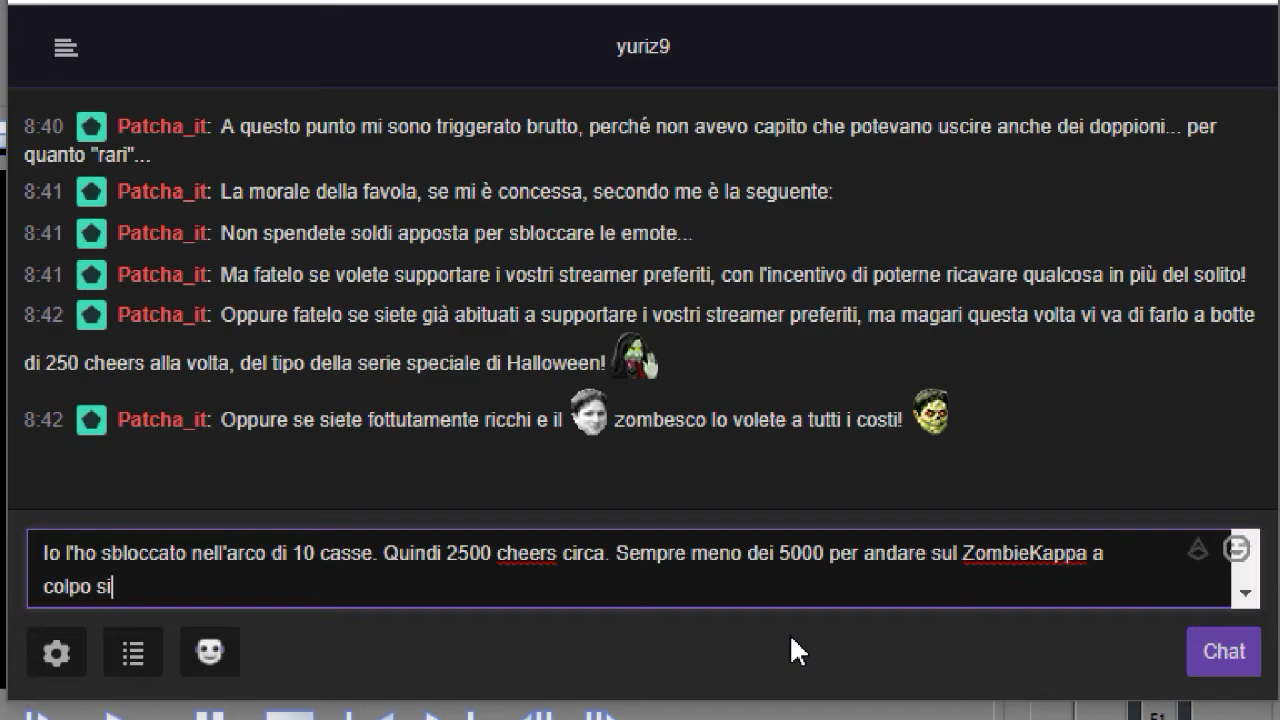 yuriz9
8:40 Patcha_it: A questo punto mi sono triggerato brutto, perché non avevo capito che potevano uscire anche dei doppioni... per
quanto "rari"...
8:41 Patcha_it: La morale della favola, se mi è concessa, secondo me è la seguente:
8:41 Patcha_it: Non spendete soldi apposta per sbloccare le emote...
8:41 Patcha_it: Ma fatelo se volete supportare i vostri streamer preferiti, con l'incentivo di poterne ricavare qualcosa in più del solito!
8:42 Patcha_it: Oppure fatelo se siete già abituati a supportare i vostri streamer preferiti, ma magari questa volta vi va di farlo a botte
di 250 cheers alla volta, del tipo della serie speciale di Halloween!
8:42 Patcha_it: Oppure se siete fottutamente ricchi e il zombesco lo volete a tutti i costi!
Io l'ho sbloccato nell'arco di 10 casse. Quindi 2500 cheers circa. Sempre meno dei 5000 per andare sul ZombieKappa a
colpo si
Chat